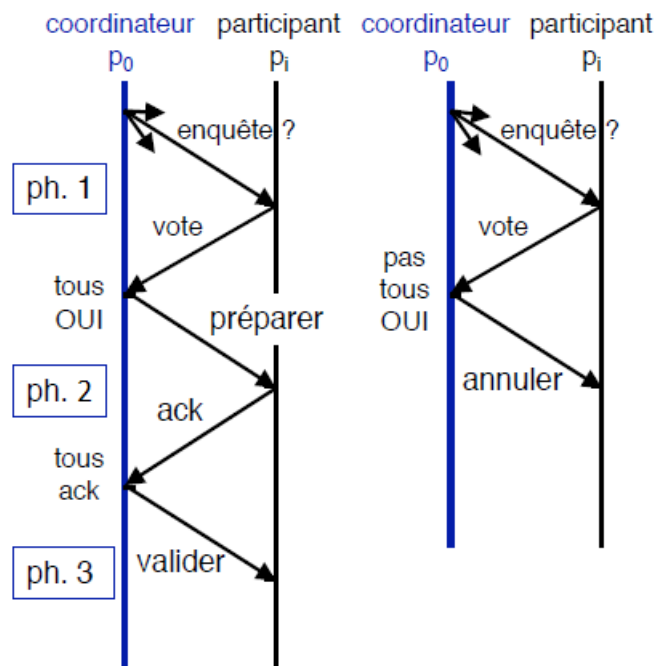 coordinateur participant
p0 pi
enquête ?
ph. 1
vote
tous
OUI
préparer
ph. 2
ack
tous
ack
valider
ph. 3
coordinateur participant
p0 pi
enquête ?
vote
pas
tous
OUI
annuler